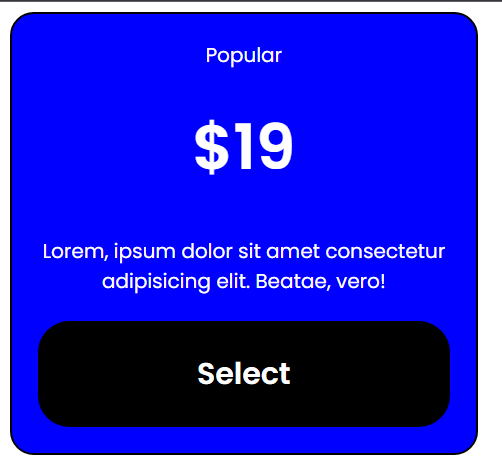 Popular
$19
Lorem, ipsum dolor sit amet consectetur
adipisicing elit. Beatae, vero!
Select